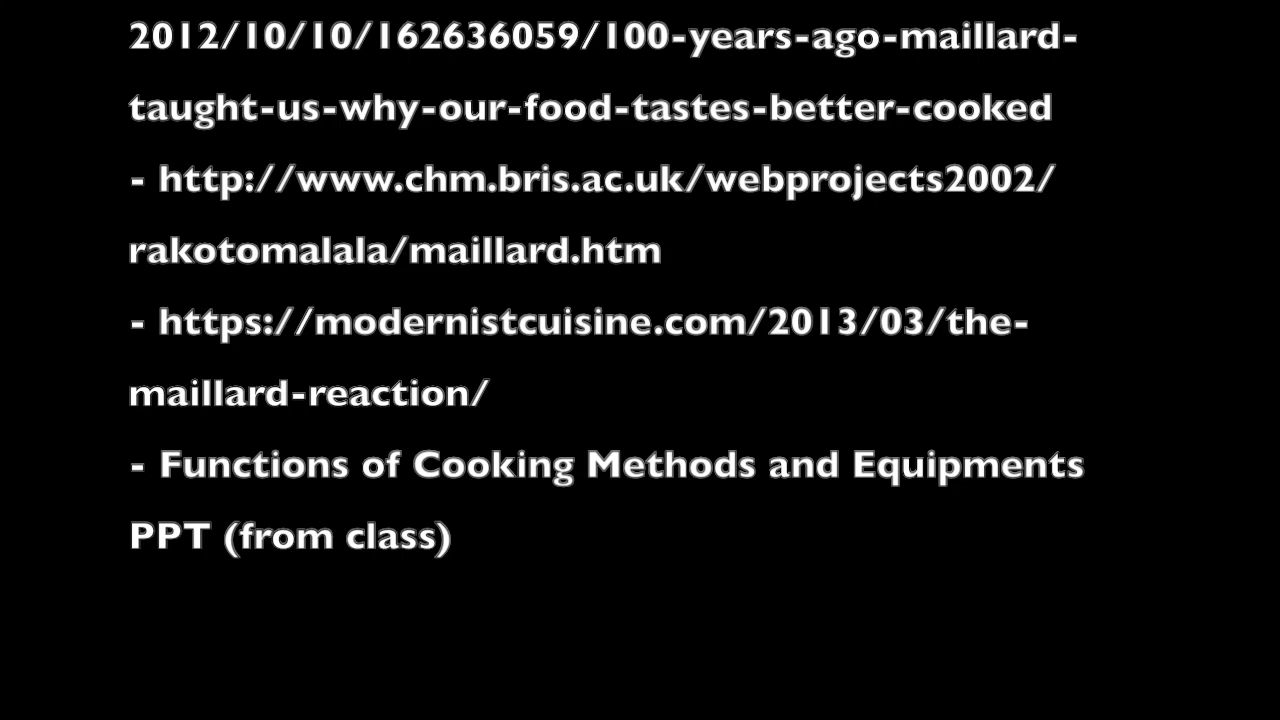 2012/10/10/162636059/100-years-ago-maillard-
taught-us-why-our-food-tastes-better-cooked
- http://www.chm.bris.ac.uk/webprojects2002/
rakotomalala/maillard.htm
- https://modernistcuisine.com/2013/03/the-
maillard-reaction/
- Functions of Cooking Methods and Equipments
PPT (from class)